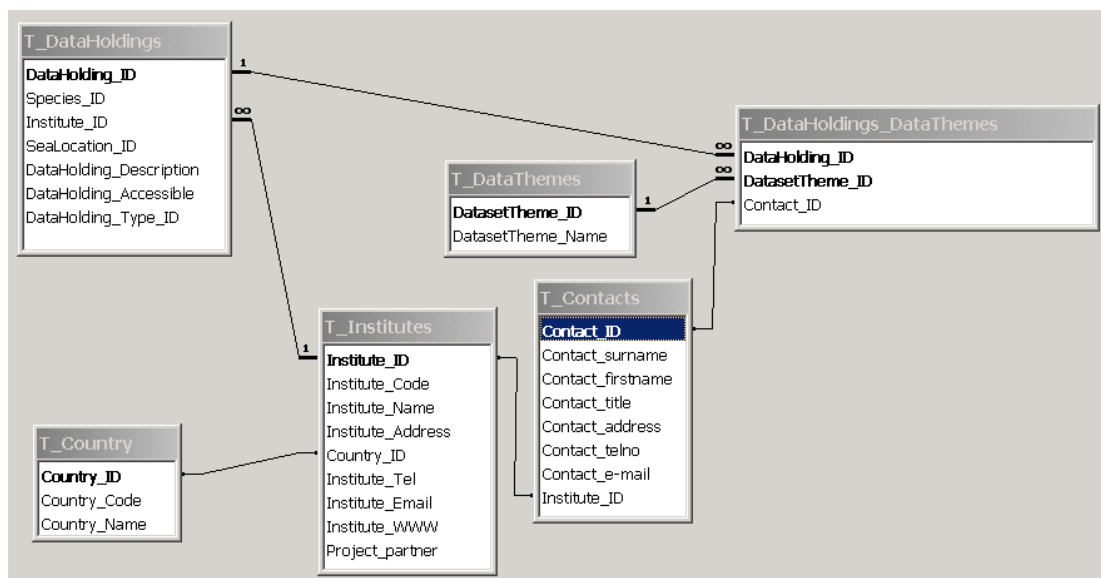 T_DataHoldings
DataHolding_ID
Species_ID
Institute_ID
SeaLocation_ID
DataHolding_Description
DataHolding_Accessible
DataHolding_Type_ID
1
∞
T_DataHoldings_DataThemes
DataHolding_ID
DatasetTheme_ID
Contact_ID
∞
∞
T_DataThemes
DatasetTheme_ID
DatasetTheme_Name
1
T_Contacts
Contact_ID
Contact_surname
Contact_firstname
Contact_title
Contact_address
Contact_telno
Contact_e-mail
Institute_ID
T_Institutes
1
Institute_ID
Institute_Code
Institute_Name
Institute_Address
Country_ID
Institute_Tel
Institute_Email
Institute_WWW
Project_partner
T_Country
Country_ID
Country_Code
Country_Name